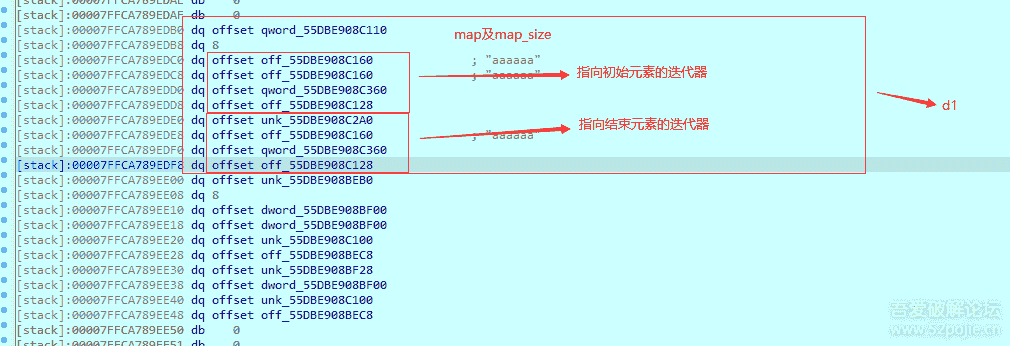 [stack]:00007FFCA789EDAF db    0
[stack]:00007FFCA789EDB0 dq offset qword_55DBE908C110
map及map_size
[stack]:00007FFCA789EDB8 dq 8
[stack]:00007FFCA789EDC0 dq offset off_55DBE908C160 ; "aaaaaa"
[stack]:00007FFCA789EDC8 dq offset off_55DBE908C160 ; "aaaaaa"
指向初始元素的迭代器
[stack]:00007FFCA789EDD0 dq offset qword_55DBE908C360
[stack]:00007FFCA789EDD8 dq offset off_55DBE908C128
d1
[stack]:00007FFCA789EDE0 dq offset unk_55DBE908C2A0
指向结束元素的迭代器
[stack]:00007FFCA789EDE8 dq offset off_55DBE908C160 ; "aaaaaa"
[stack]:00007FFCA789EDF0 dq offset qword_55DBE908C360
[stack]:00007FFCA789EDF8 dq offset off_55DBE908C128
[stack]:00007FFCA789EE00 dq offset unk_55DBE908BEB0
[stack]:00007FFCA789EE08 dq 8
[stack]:00007FFCA789EE10 dq offset dword_55DBE908BF00
[stack]:00007FFCA789EE18 dq offset dword_55DBE908BF00
[stack]:00007FFCA789EE20 dq offset unk_55DBE908C100
[stack]:00007FFCA789EE28 dq offset off_55DBE908BEC8
[stack]:00007FFCA789EE30 dq offset unk_55DBE908BF28
[stack]:00007FFCA789EE38 dq offset dword_55DBE908BF00
[stack]:00007FFCA789EE40 dq offset unk_55DBE908C100
[stack]:00007FFCA789EE48 dq offset off_55DBE908BEC8
[stack]:00007FFCA789EE50 db    0
吾爱破解论坛
www.52pojie.cn